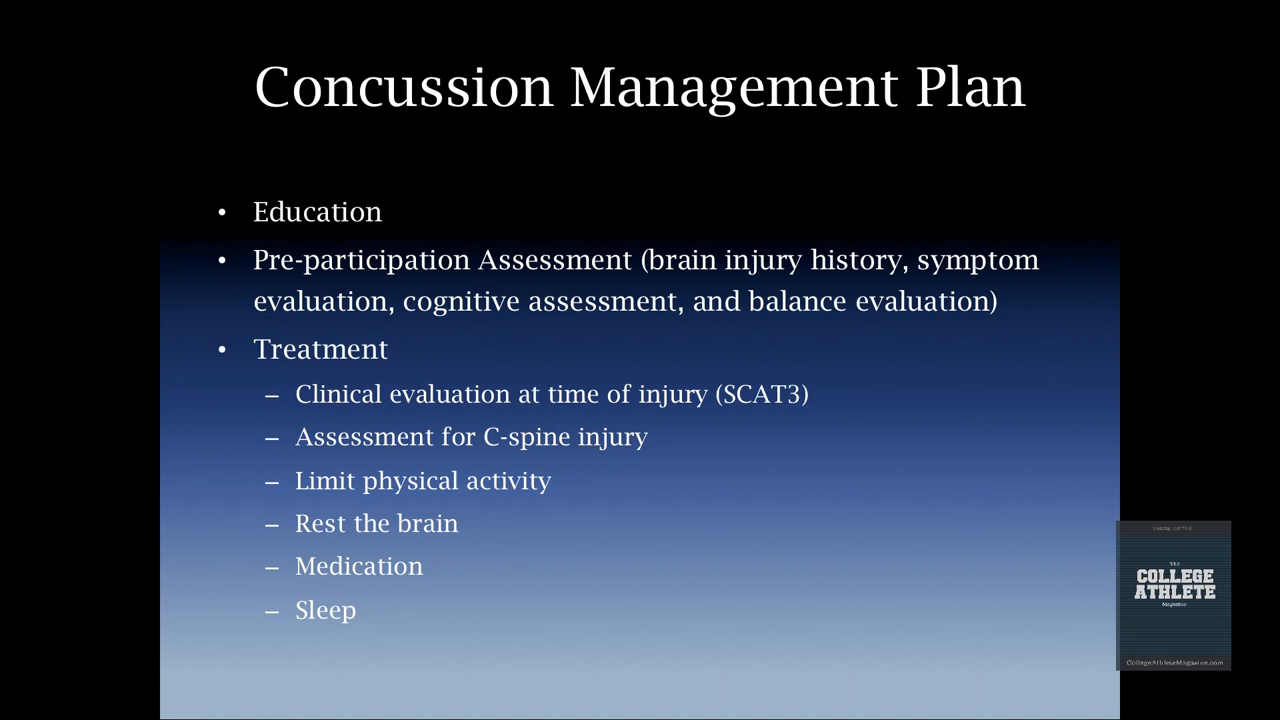 Concussion Management Plan
• Education
• Pre-participation Assessment (brain injury history, symptom
evaluation, cognitive assessment, and balance evaluation)
• Treatment
– Clinical evaluation at time of injury (SCAT3)
– Assessment for C-spine injury
– Limit physical activity
– Rest the brain
– Medication
– Sleep
THE
COLLEGE
ATHLETE
Magazine
CollegeAthleteMagazine.com